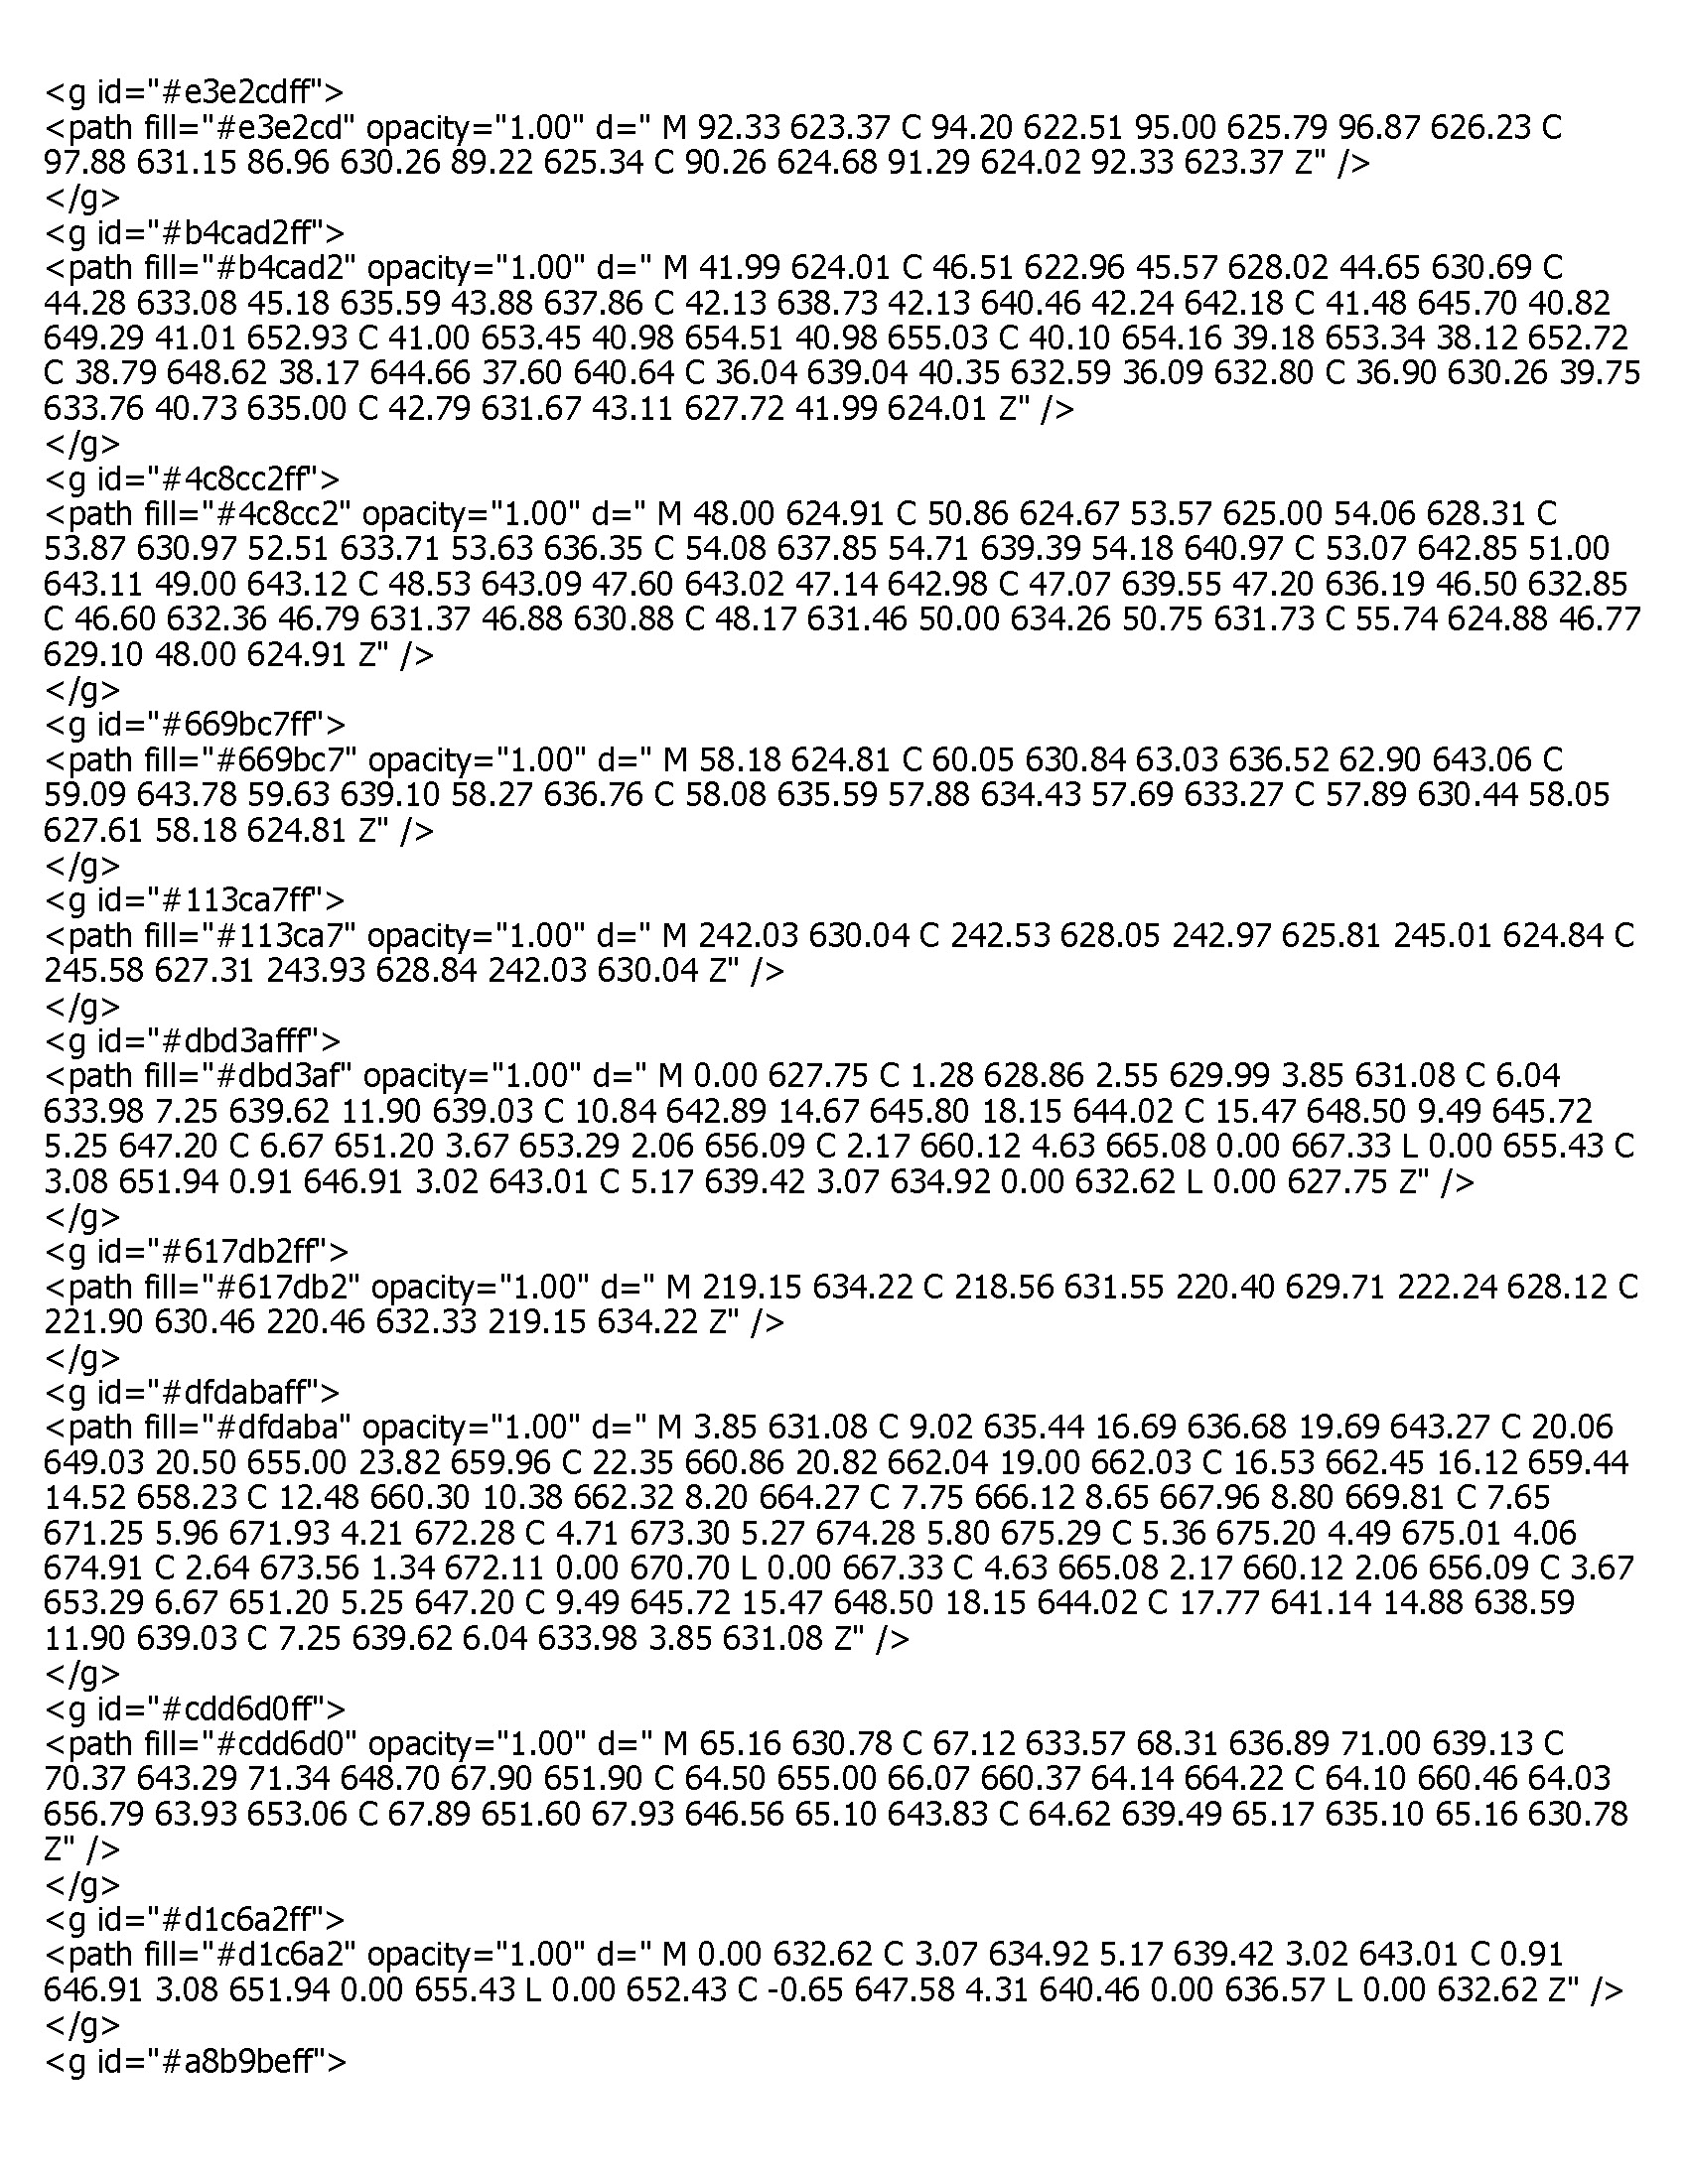 <g id="#e3e2cdff">
<path fill="#e3e2cd" opacity="1.00" d=" M 92.33 623.37 C 94.20 622.51 95.00 625.79 96.87 626.23 C
97.88 631.15 86.96 630.26 89.22 625.34 C 90.26 624.68 91.29 624.02 92.33 623.37 Z" />
</g>
<g id="#b4cad2ff">
<path fill="#b4cad2" opacity="1.00" d=" M 41.99 624.01 C 46.51 622.96 45.57 628.02 44.65 630.69 C
44.28 633.08 45.18 635.59 43.88 637.86 C 42.13 638.73 42.13 640.46 42.24 642.18 C 41.48 645.70 40.82
649.29 41.01 652.93 C 41.00 653.45 40.98 654.51 40.98 655.03 C 40.10 654.16 39.18 653.34 38.12 652.72
C 38.79 648.62 38.17 644.66 37.60 640.64 C 36.04 639.04 40.35 632.59 36.09 632.80 C 36.90 630.26 39.75
633.76 40.73 635.00 C 42.79 631.67 43.11 627.72 41.99 624.01 Z" />
</g>
<g id="#4c8cc2ff">
<path fill="#4c8cc2" opacity="1.00" d=" M 48.00 624.91 C 50.86 624.67 53.57 625.00 54.06 628.31 C
53.87 630.97 52.51 633.71 53.63 636.35 C 54.08 637.85 54.71 639.39 54.18 640.97 C 53.07 642.85 51.00
643.11 49.00 643.12 C 48.53 643.09 47.60 643.02 47.14 642.98 C 47.07 639.55 47.20 636.19 46.50 632.85
C 46.60 632.36 46.79 631.37 46.88 630.88 C 48.17 631.46 50.00 634.26 50.75 631.73 C 55.74 624.88 46.77
629.10 48.00 624.91 Z" />
</g>
<g id="#669bc7ff">
<path fill="#669bc7" opacity="1.00" d=" M 58.18 624.81 C 60.05 630.84 63.03 636.52 62.90 643.06 C
59.09 643.78 59.63 639.10 58.27 636.76 C 58.08 635.59 57.88 634.43 57.69 633.27 C 57.89 630.44 58.05
627.61 58.18 624.81 Z" />
</g>
<g id="#113ca7ff">
<path fill="#113ca7" opacity="1.00" d=" M 242.03 630.04 C 242.53 628.05 242.97 625.81 245.01 624.84 C
245.58 627.31 243.93 628.84 242.03 630.04 Z" />
</g>
<g id="#dbd3afff">
<path fill="#dbd3af" opacity="1.00" d=" M 0.00 627.75 C 1.28 628.86 2.55 629.99 3.85 631.08 C 6.04
633.98 7.25 639.62 11.90 639.03 C 10.84 642.89 14.67 645.80 18.15 644.02 C 15.47 648.50 9.49 645.72
5.25 647.20 C 6.67 651.20 3.67 653.29 2.06 656.09 C 2.17 660.12 4.63 665.08 0.00 667.33 L 0.00 655.43 C
3.08 651.94 0.91 646.91 3.02 643.01 C 5.17 639.42 3.07 634.92 0.00 632.62 L 0.00 627.75 Z" />
</g>
<g id="#617db2ff">
<path fill="#617db2" opacity="1.00" d=" M 219.15 634.22 C 218.56 631.55 220.40 629.71 222.24 628.12 C
221.90 630.46 220.46 632.33 219.15 634.22 Z" />
</g>
<g id="#dfdabaff">
<path fill="#dfdaba" opacity="1.00" d=" M 3.85 631.08 C 9.02 635.44 16.69 636.68 19.69 643.27 C 20.06
649.03 20.50 655.00 23.82 659.96 C 22.35 660.86 20.82 662.04 19.00 662.03 C 16.53 662.45 16.12 659.44
14.52 658.23 C 12.48 660.30 10.38 662.32 8.20 664.27 C 7.75 666.12 8.65 667.96 8.80 669.81 C 7.65
671.25 5.96 671.93 4.21 672.28 C 4.71 673.30 5.27 674.28 5.80 675.29 C 5.36 675.20 4.49 675.01 4.06
674.91 C 2.64 673.56 1.34 672.11 0.00 670.70 L 0.00 667.33 C 4.63 665.08 2.17 660.12 2.06 656.09 C 3.67
653.29 6.67 651.20 5.25 647.20 C 9.49 645.72 15.47 648.50 18.15 644.02 C 17.77 641.14 14.88 638.59
11.90 639.03 C 7.25 639.62 6.04 633.98 3.85 631.08 Z" />
</g>
<g id="#cdd6d0ff">
<path fill="#cdd6d0" opacity="1.00" d=" M 65.16 630.78 C 67.12 633.57 68.31 636.89 71.00 639.13 C
70.37 643.29 71.34 648.70 67.90 651.90 C 64.50 655.00 66.07 660.37 64.14 664.22 C 64.10 660.46 64.03
656.79 63.93 653.06 C 67.89 651.60 67.93 646.56 65.10 643.83 C 64.62 639.49 65.17 635.10 65.16 630.78
Z" />
</g>
<g id="#d1c6a2ff">
<path fill="#d1c6a2" opacity="1.00" d=" M 0.00 632.62 C 3.07 634.92 5.17 639.42 3.02 643.01 C 0.91
646.91 3.08 651.94 0.00 655.43 L 0.00 652.43 C -0.65 647.58 4.31 640.46 0.00 636.57 L 0.00 632.62 Z" />
</g>
<g id="#a8b9beff">